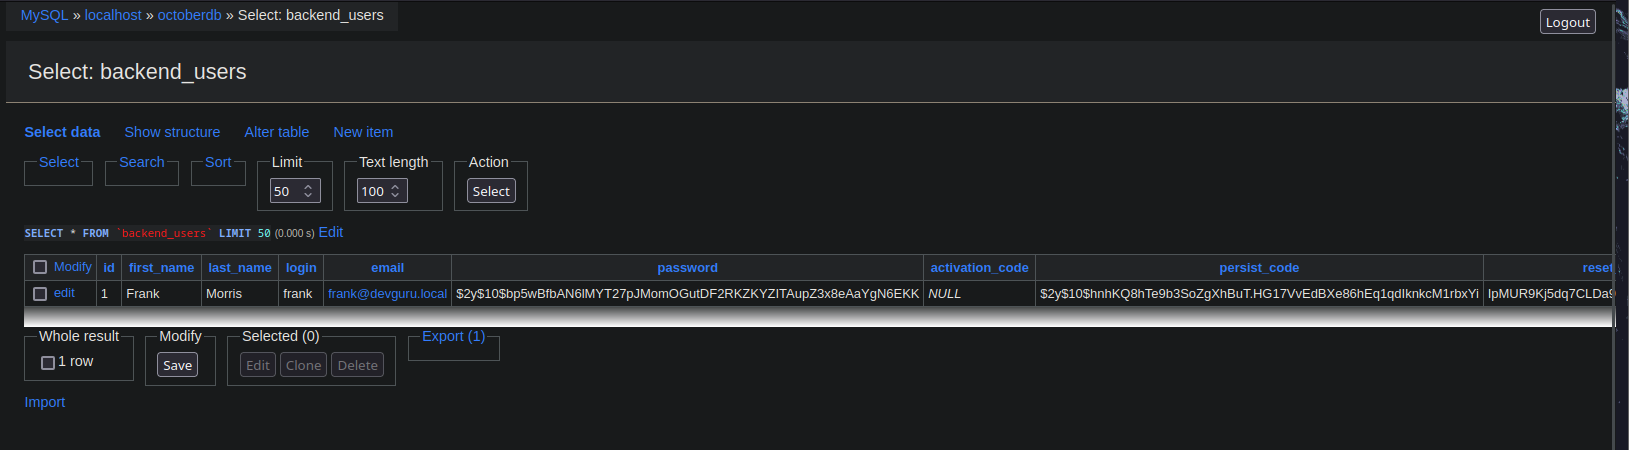 MySQL » localhost » octoberdb » Select: backend_users
Logout
Select: backend_users
Select data Show structure Alter table New item
Select Search Sort Limit Text length Action
50 100 Select
SELECT * FROM `backend_users` LIMIT 50 (0.000 s) Edit
Modify id first_name last_name login email password activation_code persist_code reset
edit 1 Frank Morris frank frank@devguru.local $2y$10$bp5wBfbAN6lMYT27pJMomOGutDF2RKZKYZITAupZ3x8eAaYgN6EKK NULL $2y$10$hnhKQ8hTe9b3SoZgXhBuT.HG17VvEdBXe86hEq1qdIknkcM1rbxYi IpMUR9Kj5dq7CLDa9
Whole result Modify Selected (0) Export (1)
1 row Save Edit Clone Delete
Import